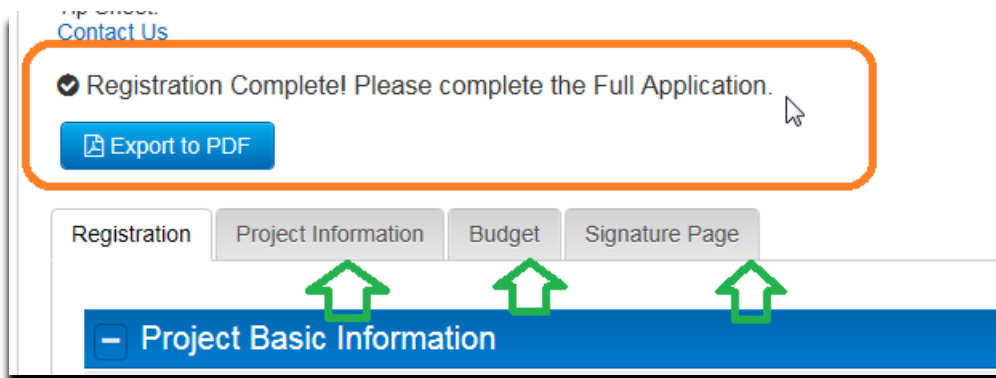 Contact Us
Registration Complete! Please complete the Full Application.
Export to PDF
Registration Project Information Budget Signature Page
Project Basic Information